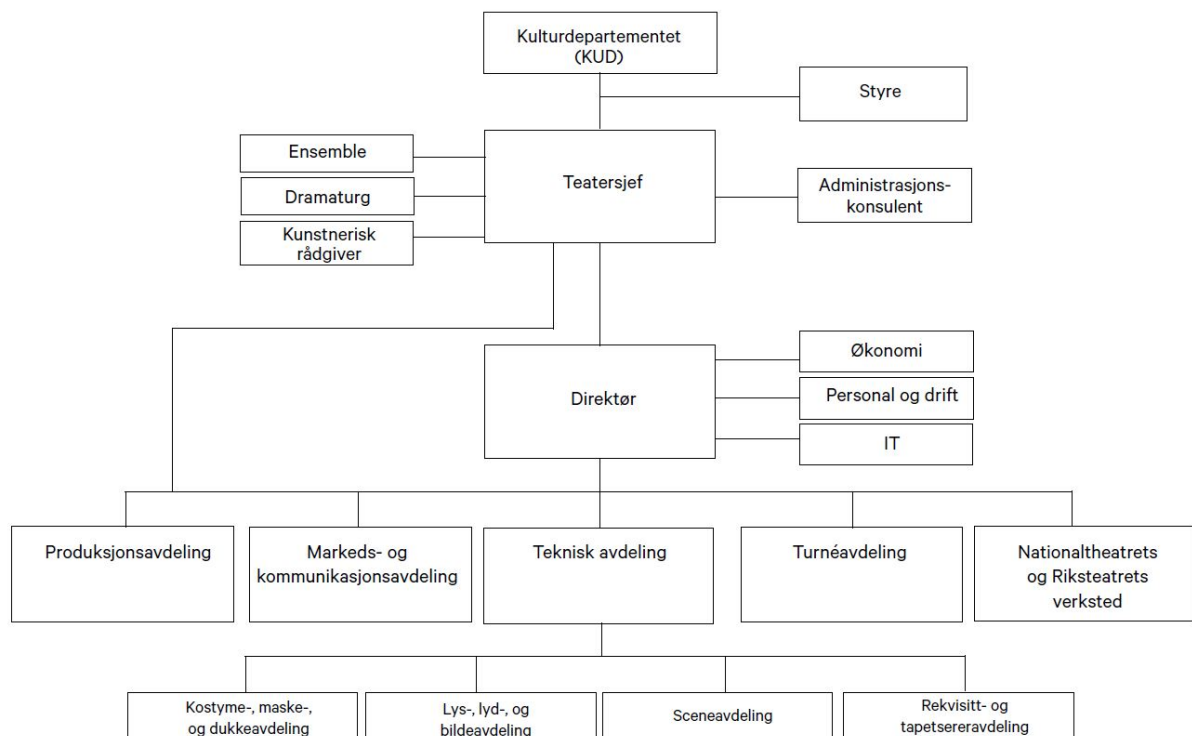 Kulturdepartementet
(KUD)
Styre
Ensemble
Dramaturg
Kunstnerisk
rådgiver
Teatersjef
Administrasjons-
konsulent
Direktør
Økonomi
Personal og drift
IT
Produksjonsavdeling
Markeds- og
kommunikasjonsavdeling
Teknisk avdeling
Turnéavdeling
Nationaltheatrets
og Riksteatrets
verksted
Kostyme-, maske-,
og dukkeavdeling
Lys-, lyd-, og
bildeavdeling
Sceneavdeling
Rekvisitt- og
tapetsereravdeling